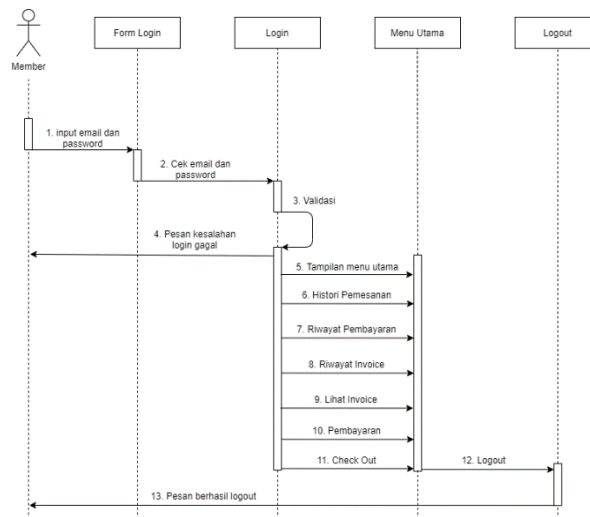 Form Login
Login
Menu Utama
Logout
Member
1. input email dan
password
2. Cek email dan
password
3. Validasi
4. Pesan kesalahan
login gagal
5. Tampilan menu utama
6. Histori Pemesanan
7. Riwayat Pembayaran
8. Riwayat Invoice
9. Lihat Invoice
10. Pembayaran
11. Check Out
12. Logout
13. Pesan berhasil logout